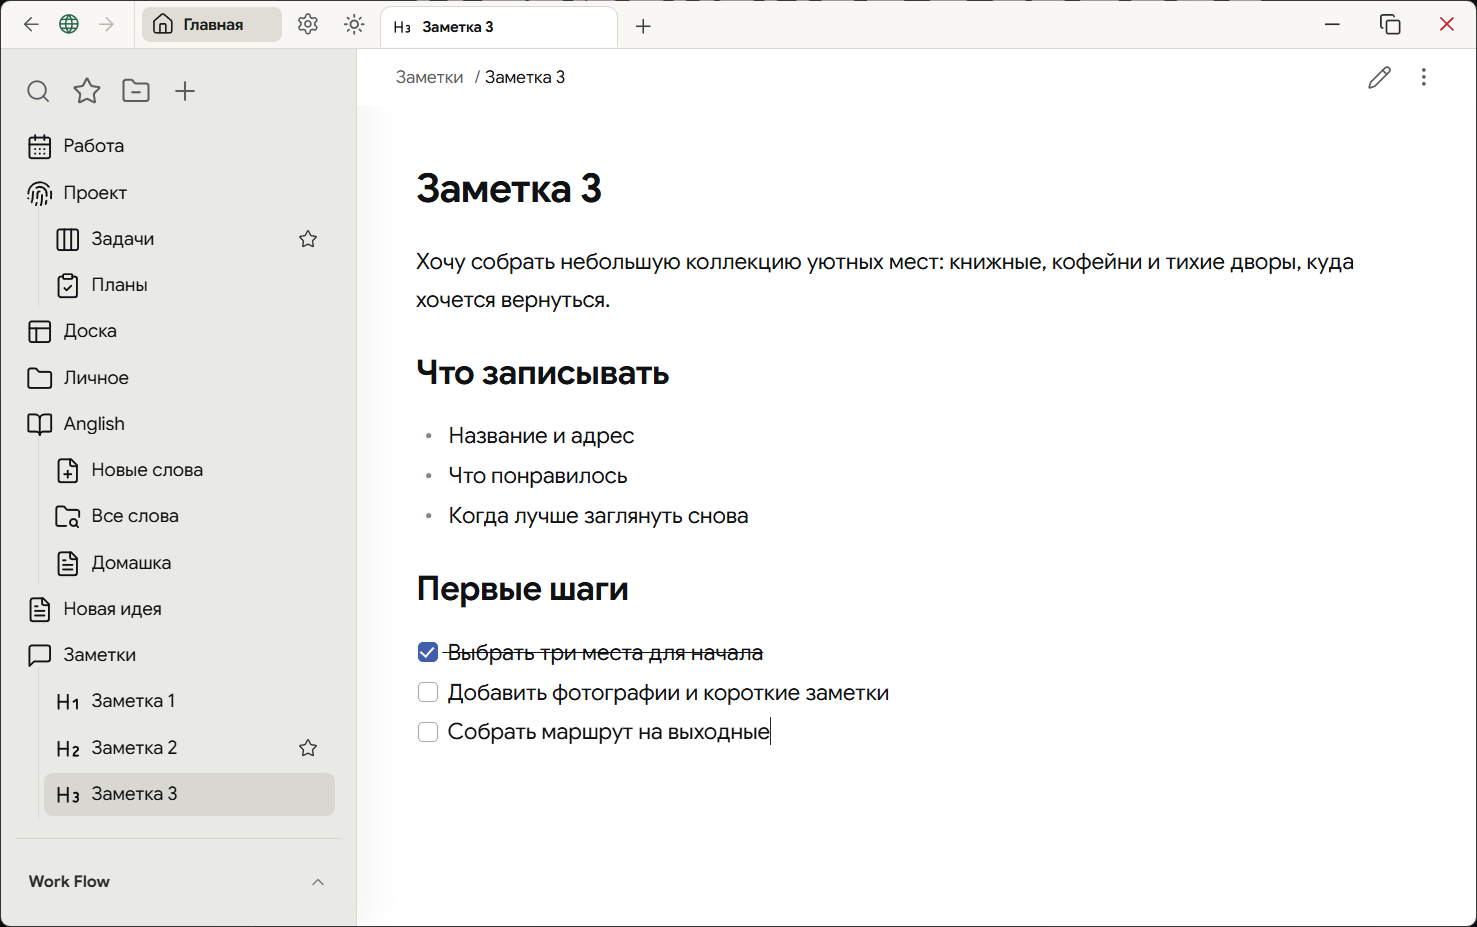 Главная
H3 Заметка 3
Заметки / Заметка 3
Работа
Проект
Задачи
Планы
Доска
Личное
Anglish
Новые слова
Все слова
Домашка
Новая идея
Заметки
H1 Заметка 1
H2 Заметка 2
H3 Заметка 3
Work Flow
Заметка 3
Хочу собрать небольшую коллекцию уютных мест: книжные, кофейни и тихие дворы, куда
хочется вернуться.
Что записывать
• Название и адрес
• Что понравилось
• Когда лучше заглянуть снова
Первые шаги
Выбрать три места для начала
Добавить фотографии и короткие заметки
Собрать маршрут на выходные